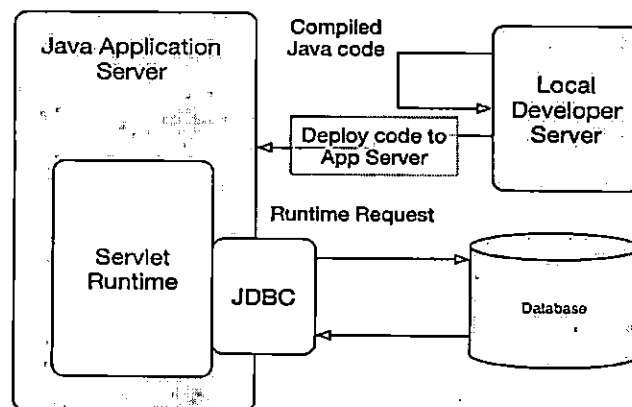 Java Application
Server
Compiled
Java code
Local
Developer
Server
Deploy code to
App Server
Runtime Request
Servlet
Runtime
JDBC
Database